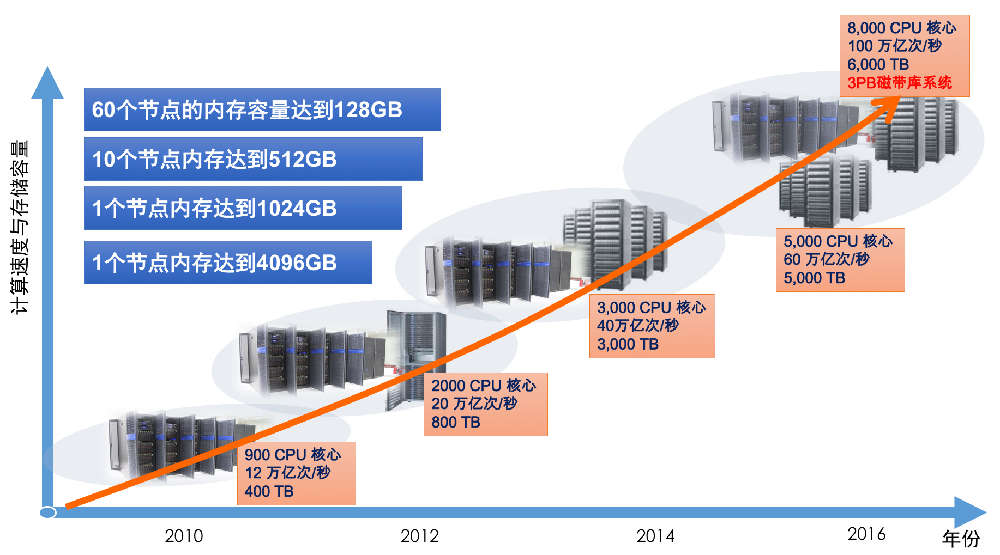 8,000 CPU 核心
100 万亿次/秒
6,000 TB
3PB磁带库系统
60个节点的内存容量达到128GB
10个节点内存达到512GB
1个节点内存达到1024GB
1个节点内存达到4096GB
计算速度与存储容量
5,000 CPU 核心
60 万亿次/秒
5,000 TB
3,000 CPU 核心
40万亿次/秒
3,000 TB
2000 CPU 核心
20 万亿次/秒
800 TB
900 CPU 核心
12 万亿次/秒
400 TB
2010
2012
2014
2016
年份